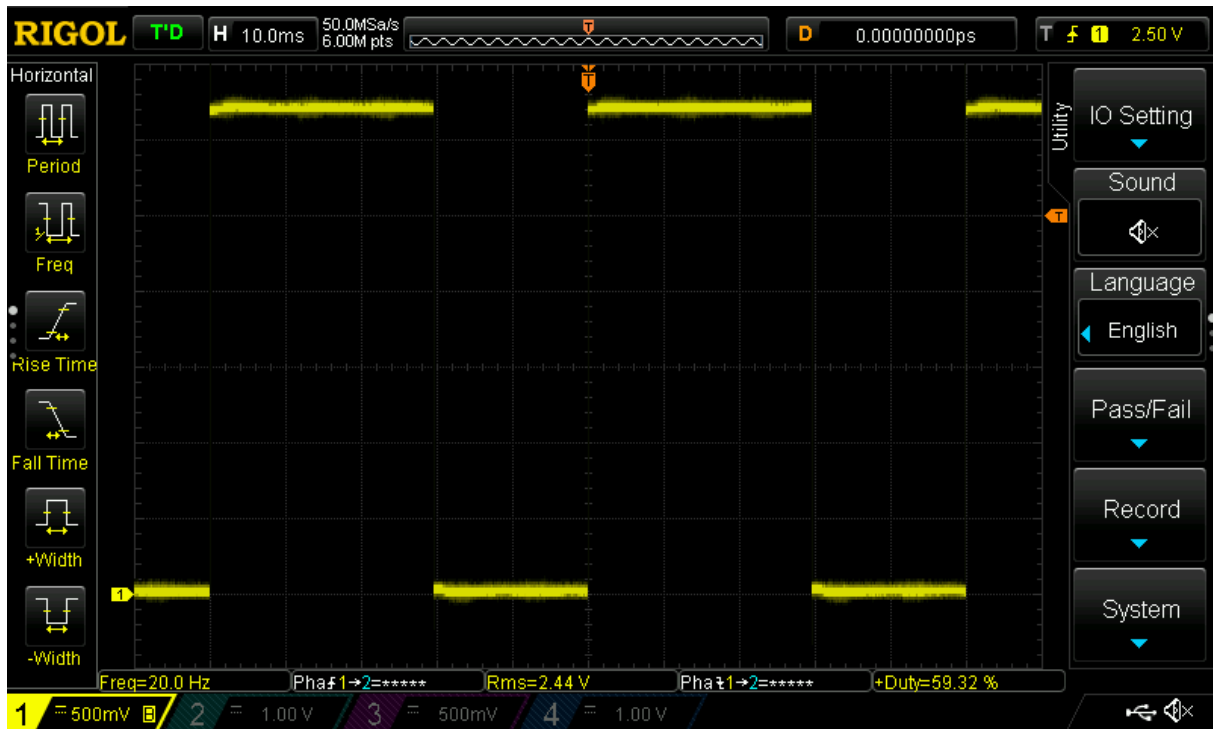 RIGOL T'D H 10.0ms 50.0MSa/s D 0.00000000ps T 1 2.50 V
6.00M pts
T
Horizontal
Period
Freq
Rise Time
Fall Time
+Width
-Width
T
T
1
Utility
IO Setting
Sound
Language
English
Pass/Fail
Record
System
Freq=20.0 Hz Pha1→2=***** Rms=2.44 V Pha1→2=***** +Duty=59.32 %
1 500mV B 2 1.00 V 3 500mV 4 1.00 V